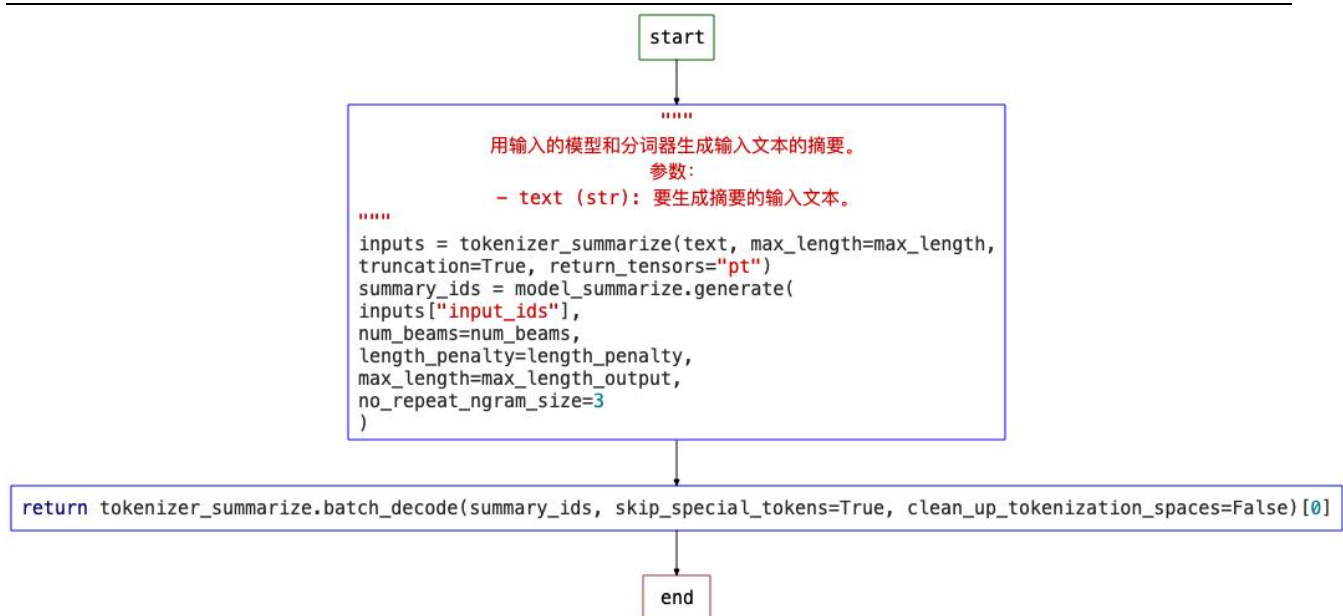 start
"""
用输入的模型和分词器生成输入文本的摘要。
参数:
- text (str): 要生成摘要的输入文本。
"""
inputs = tokenizer_summarize(text, max_length=max_length,
truncation=True, return_tensors="pt")
summary_ids = model_summarize.generate(
inputs["input_ids"],
num_beams=num_beams,
length_penalty=length_penalty,
max_length=max_length_output,
no_repeat_ngram_size=3
)
return tokenizer_summarize.batch_decode(summary_ids, skip_special_tokens=True, clean_up_tokenization_spaces=False)[0]
end